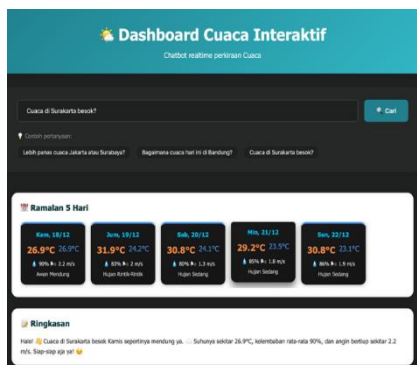 🌤️ Dashboard Cuaca Interaktif
Chatbot realtime perkiraan Cuaca
Cuaca di Surakarta besok?
🔍 Cari
💡 Contoh pertanyaan:
Lebih panas cuaca Jakarta atau Surabaya? Bagaimana cuaca hari ini di Bandung? Cuaca di Surakarta besok?
📅 Ramalan 5 Hari
Kam, 18/12
26.9°C 26.9°C
💧 90% 🌬️ 2.2 m/s
Awan Mendung
Jum, 19/12
31.9°C 24.2°C
💧 83% 🌬️ 2 m/s
Hujan Rintik-Rintik
Sab, 20/12
30.8°C 24.1°C
💧 80% 🌬️ 1.3 m/s
Hujan Sedang
Min, 21/12
29.2°C 23.5°C
💧 85% 🌬️ 1.8 m/s
Hujan Sedang
Sen, 22/12
30.8°C 23.1°C
💧 86% 🌬️ 1.5 m/s
Hujan Sedang
📝 Ringkasan
Halo! 👋 Cuaca di Surakarta besok Kamis sepertinya mendung ya. ☁️ Suhunya sekitar 26.9°C, kelembaban rata-rata 90%, dan angin bertiup sekitar 2.2
m/s. Siap-siap aja ya! 😊